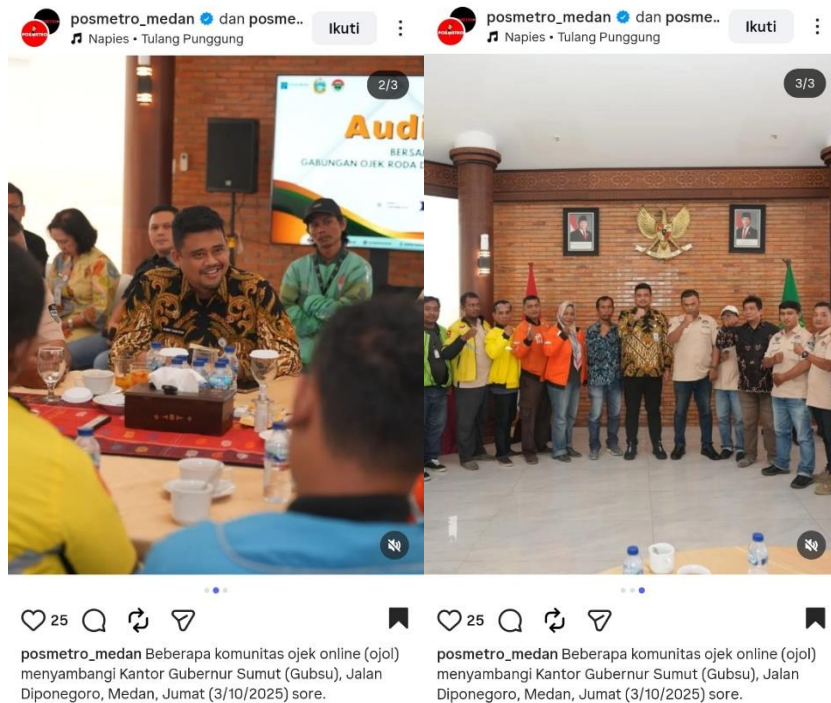 posmetro_medan dan posme..
Napies • Tulang Punggung
Ikuti
2/3
Audi
BERSA
GABUNGAN OJEK RODA D
25
posmetro_medan Beberapa komunitas ojek online (ojol)
menyambangi Kantor Gubernur Sumut (Gubsu), Jalan
Diponegoro, Medan, Jumat (3/10/2025) sore.
posmetro_medan dan posme..
Napies • Tulang Punggung
Ikuti
3/3
25
posmetro_medan Beberapa komunitas ojek online (ojol)
menyambangi Kantor Gubernur Sumut (Gubsu), Jalan
Diponegoro, Medan, Jumat (3/10/2025) sore.